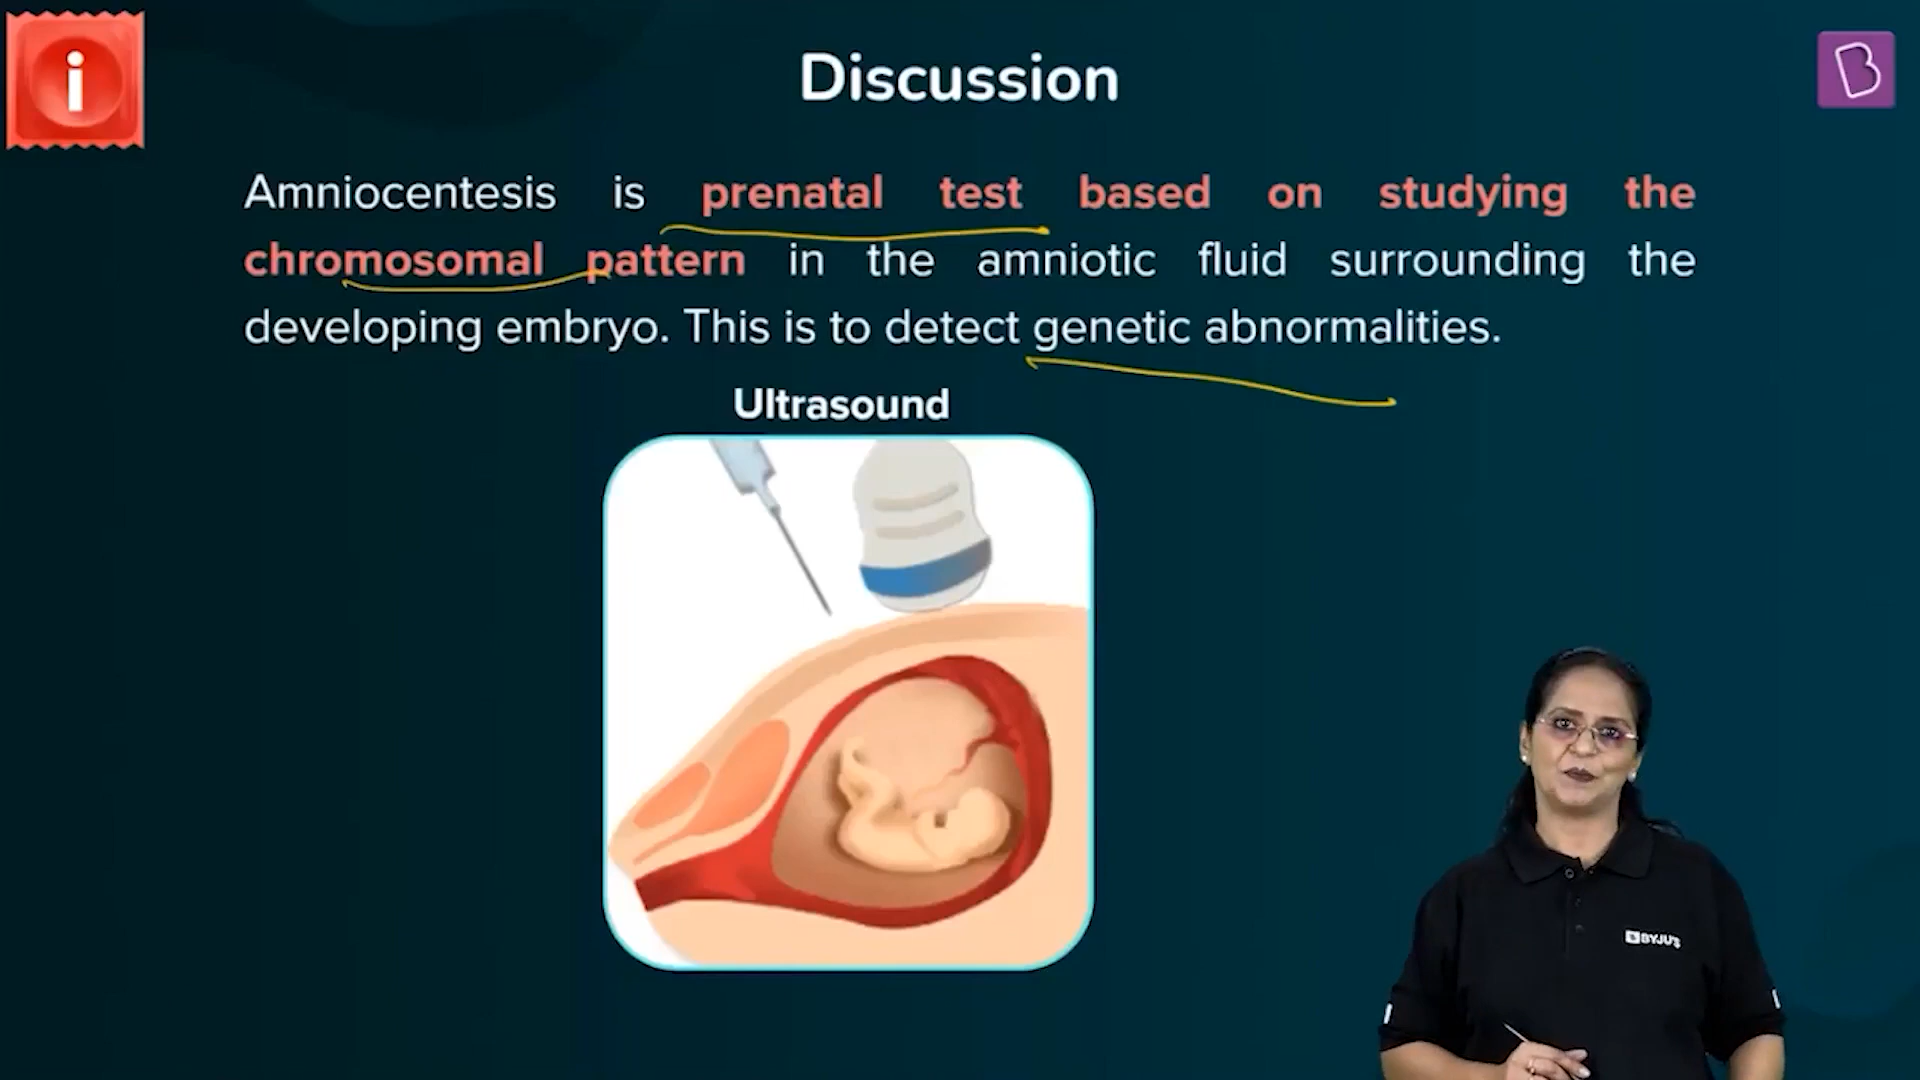 i
Discussion
B
Amniocentesis is prenatal test based on studying the
chromosomal pattern in the amniotic fluid surrounding the
developing embryo. This is to detect genetic abnormalities.
Ultrasound
BYJU'S